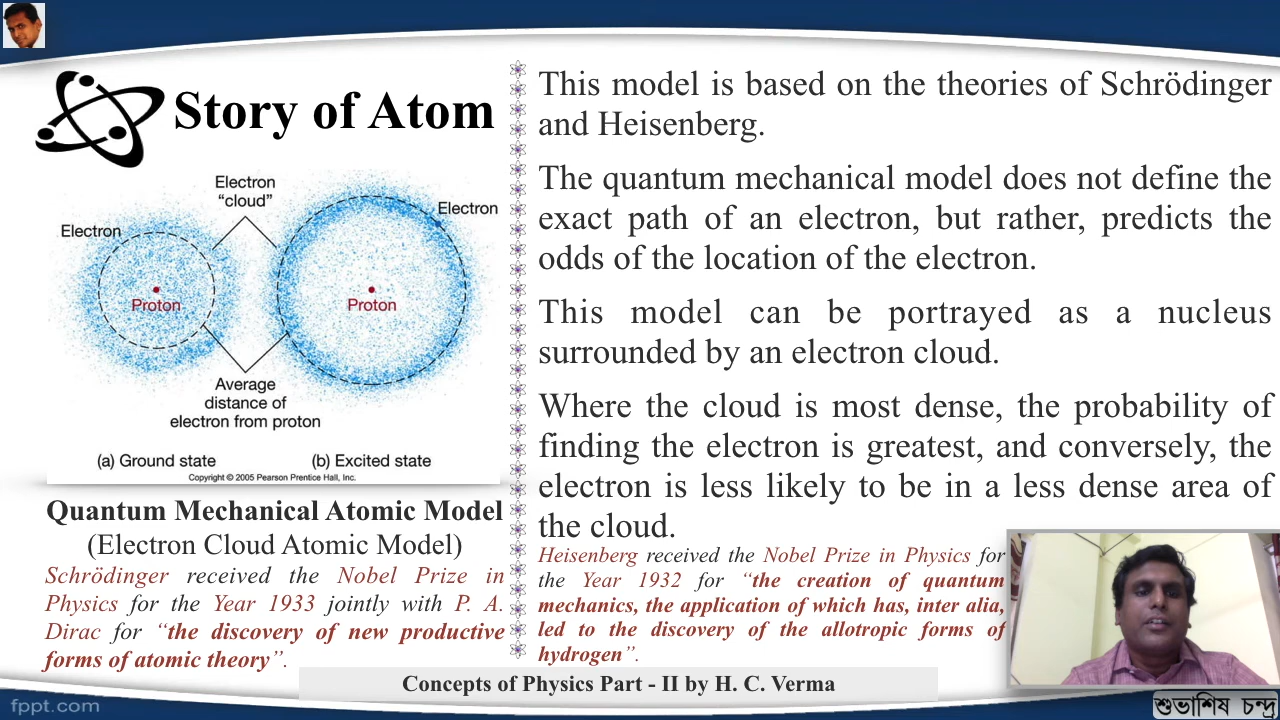 Story of Atom
Electron
"cloud"
Electron
Electron
Proton
Proton
Average
distance of
electron from proton
(a) Ground state
(b) Excited state
Copyright © 2005 Pearson Prentice Hall, Inc.
Quantum Mechanical Atomic Model
(Electron Cloud Atomic Model)
Schrödinger received the Nobel Prize in
Physics for the Year 1933 jointly with P. A.
Dirac for “the discovery of new productive
forms of atomic theory”.
This model is based on the theories of Schrödinger
and Heisenberg.
The quantum mechanical model does not define the
exact path of an electron, but rather, predicts the
odds of the location of the electron.
This model can be portrayed as a nucleus
surrounded by an electron cloud.
Where the cloud is most dense, the probability of
finding the electron is greatest, and conversely, the
electron is less likely to be in a less dense area of
the cloud.
Heisenberg received the Nobel Prize in Physics for
the Year 1932 for “the creation of quantum
mechanics, the application of which has, inter alia,
led to the discovery of the allotropic forms of
hydrogen”.
Concepts of Physics Part - II by H. C. Verma
fppt.com
শুভাশিষ চন্দ্র